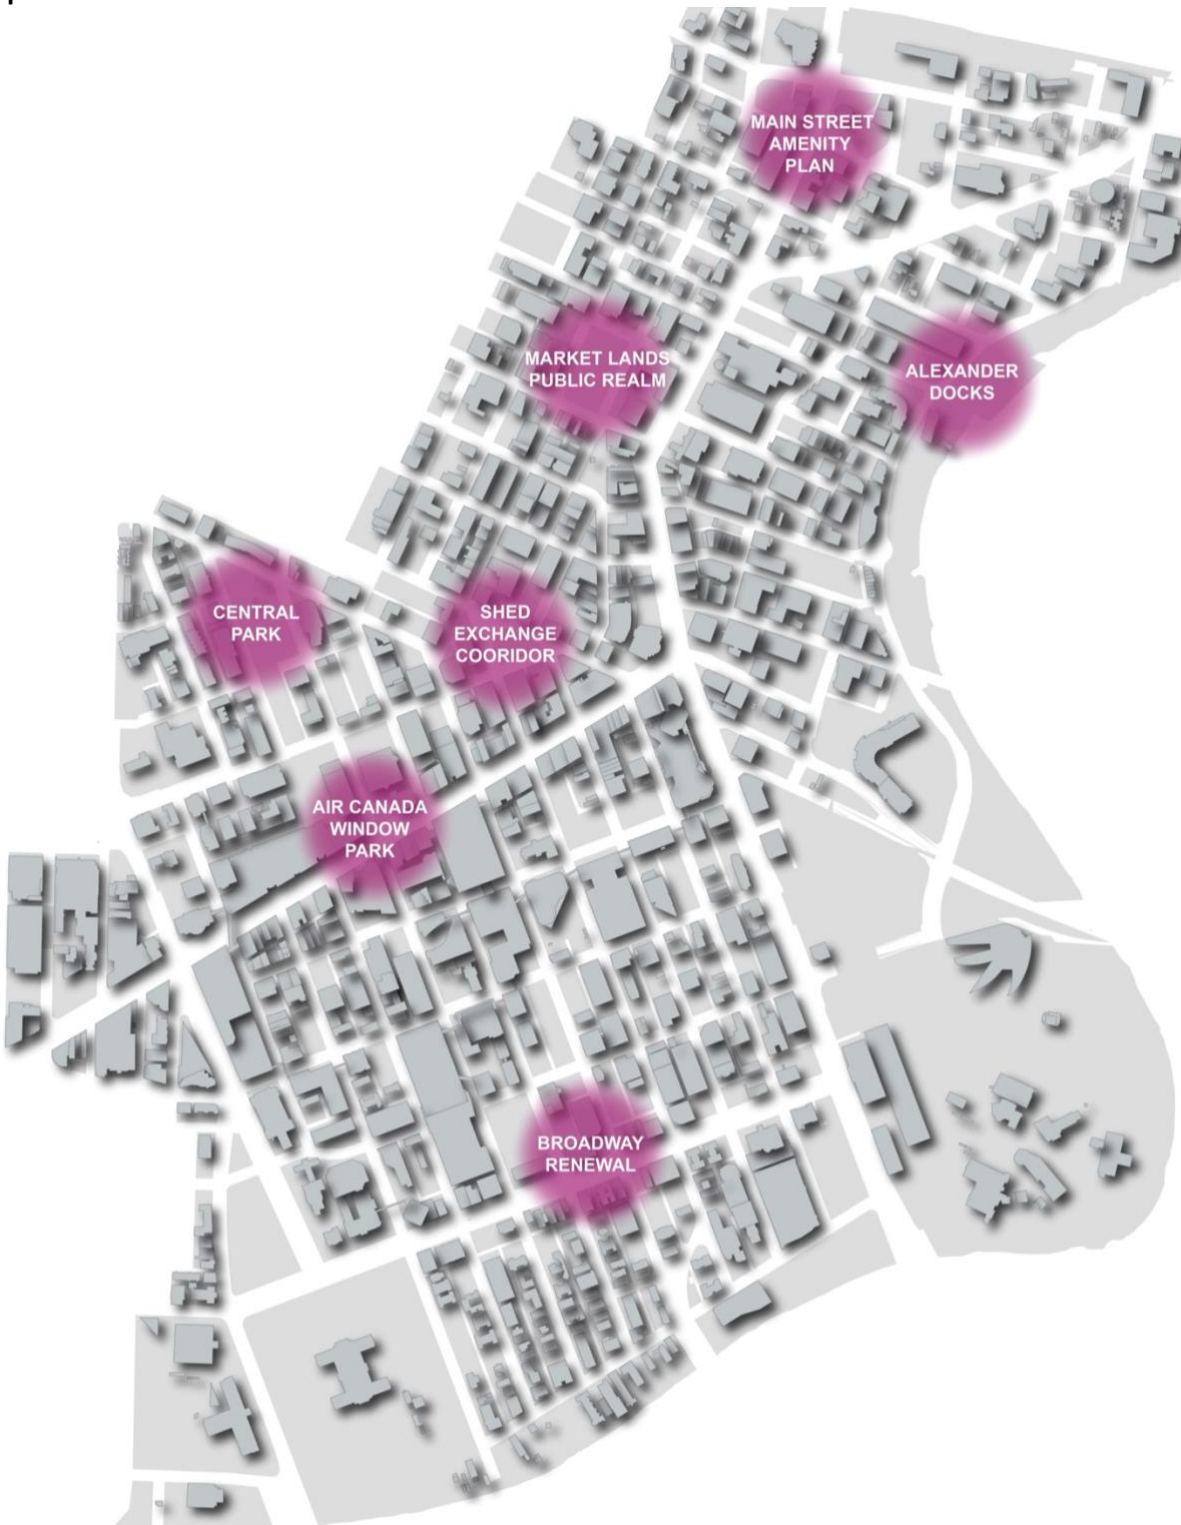 MAIN STREET
AMENITY
PLAN
MARKET LANDS
PUBLIC REALM
ALEXANDER
DOCKS
CENTRAL
PARK
SHED
EXCHANGE
COORIDOR
AIR CANADA
WINDOW
PARK
BROADWAY
RENEWAL